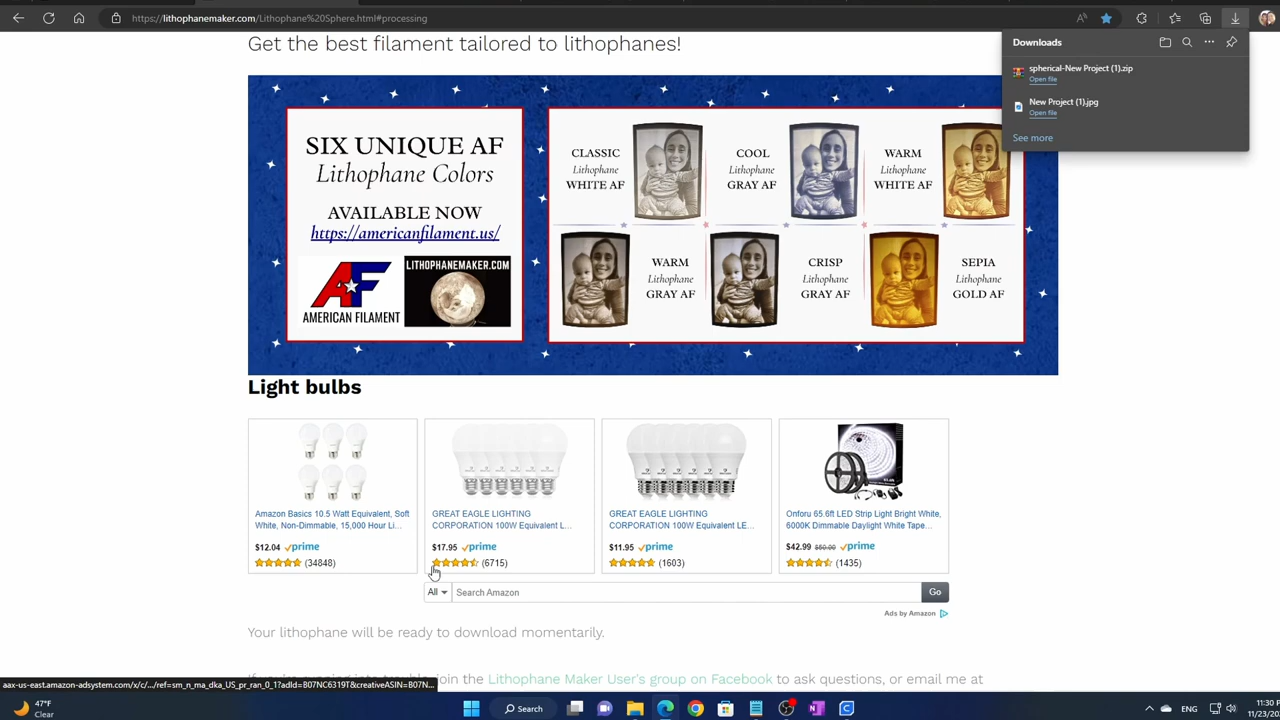 https://lithophanemaker.com/Lithophane%20Sphere.html#processing
Get the best filament tailored to lithophanes!
Downloads
spherical-New Project (1).zip
Open file
New Project (1).jpg
Open file
See more
SIX UNIQUE AF
Lithophane Colors
AVAILABLE NOW
https://americanfilament.us/
AF
AMERICAN FILAMENT
LITHOPHANEMAKER.COM
CLASSIC
Lithophane
WHITE AF
COOL
Lithophane
GRAY AF
WARM
Lithophane
WHITE AF
WARM
Lithophane
GRAY AF
CRISP
Lithophane
GRAY AF
SEPIA
Lithophane
GOLD AF
Light bulbs
Amazon Basics 10.5 Watt Equivalent, Soft
White, Non-Dimmable, 15,000 Hour Li...
$12.04 prime
(34848)
GREAT EAGLE LIGHTING
CORPORATION 100W Equivalent L...
$17.95 prime
(6715)
GREAT EAGLE LIGHTING
CORPORATION 100W Equivalent LE...
$11.95 prime
(1603)
Onforu 65.6ft LED Strip Light Bright White,
6000K Dimmable Daylight White Tape...
$42.99 $50.00 prime
(1435)
All Search Amazon Go
Ads by Amazon
Your lithophane will be ready to download momentarily.
join the Lithophane Maker User's group on Facebook to ask questions, or email me at
aax-us-east.amazon-adsystem.com/x/c/.../ref=sm_n_ma_dka_US_pr_ran_0_1?adId=B07NC6319T&creativeASIN=B07N...
47°F
Clear
Search
ENG
11:30
11/23/20